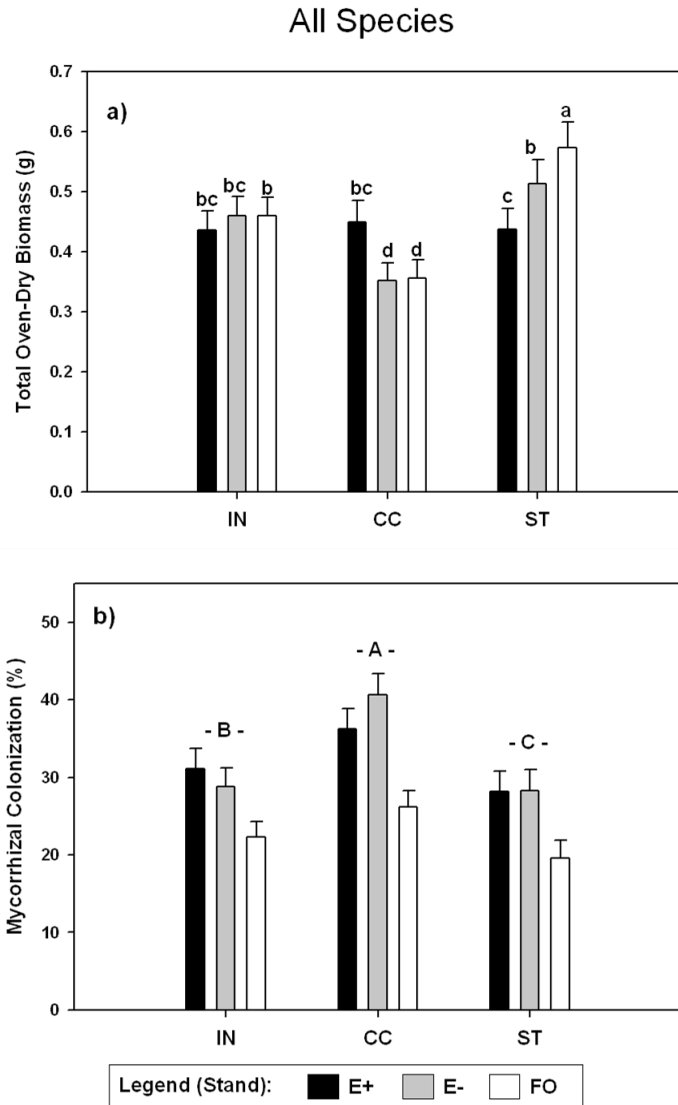 All Species
a)
Total Oven-Dry Biomass (g)
0.7
0.6
0.5
0.4
0.3
0.2
0.1
0.0
bc bc b
bc d d
c b a
IN CC ST
b)
Mycorrhizal Colonization (%)
50
40
30
20
10
0
- B -
- A -
- C -
IN CC ST
Legend (Stand): E+ E- FO